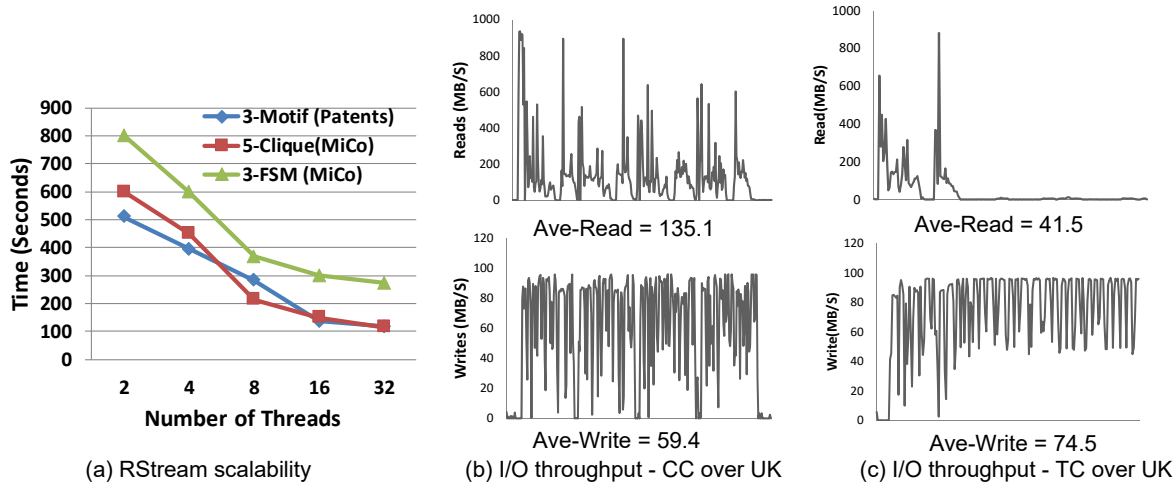 900
800
700
600
500
400
300
200
100
0
Time (Seconds)
3-Motif (Patents)
5-Clique(MiCo)
3-FSM (MiCo)
2 4 8 16 32
Number of Threads
(a) RStream scalability
1000
800
600
400
200
0
Reads (MB/S)
Ave-Read = 135.1
120
100
80
60
40
20
0
Writes (MB/S)
Ave-Write = 59.4
(b) I/O throughput - CC over UK
1000
800
600
400
200
0
Read(MB/S)
Ave-Read = 41.5
120
100
80
60
40
20
0
Write(MB/S)
Ave-Write = 74.5
(c) I/O throughput - TC over UK